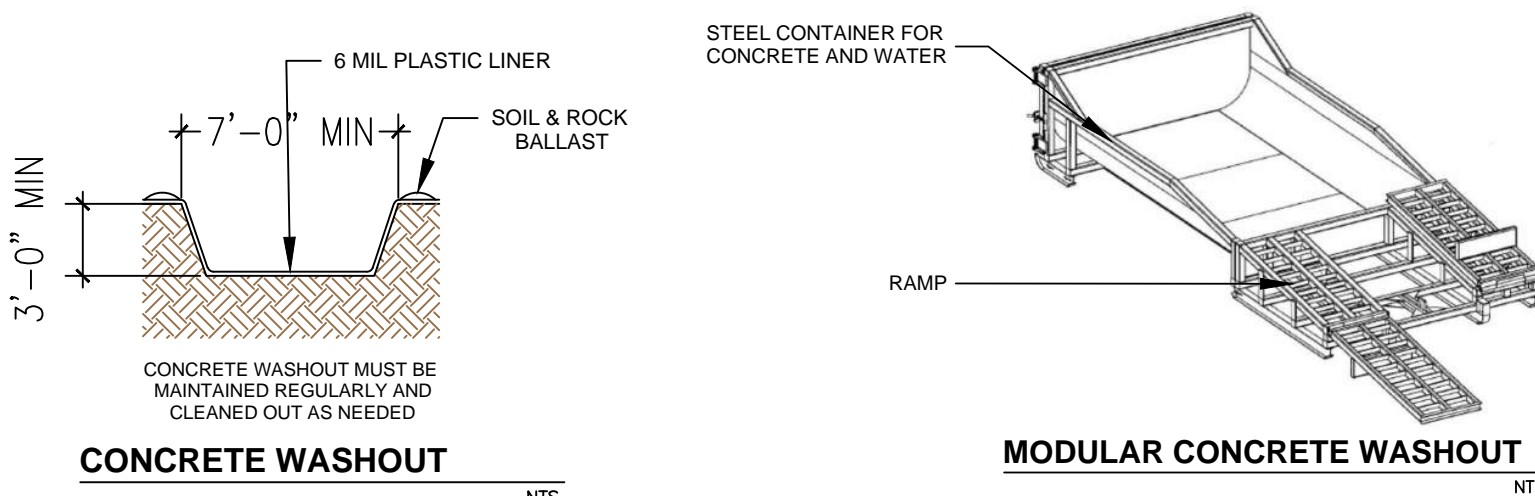 6 MIL PLASTIC LINER
7'-0" MIN
SOIL & ROCK
BALLAST
3'-0" MIN
CONCRETE WASHOUT MUST BE
MAINTAINED REGULARLY AND
CLEANED OUT AS NEEDED
CONCRETE WASHOUT
NTS
STEEL CONTAINER FOR
CONCRETE AND WATER
RAMP
MODULAR CONCRETE WASHOUT
NT